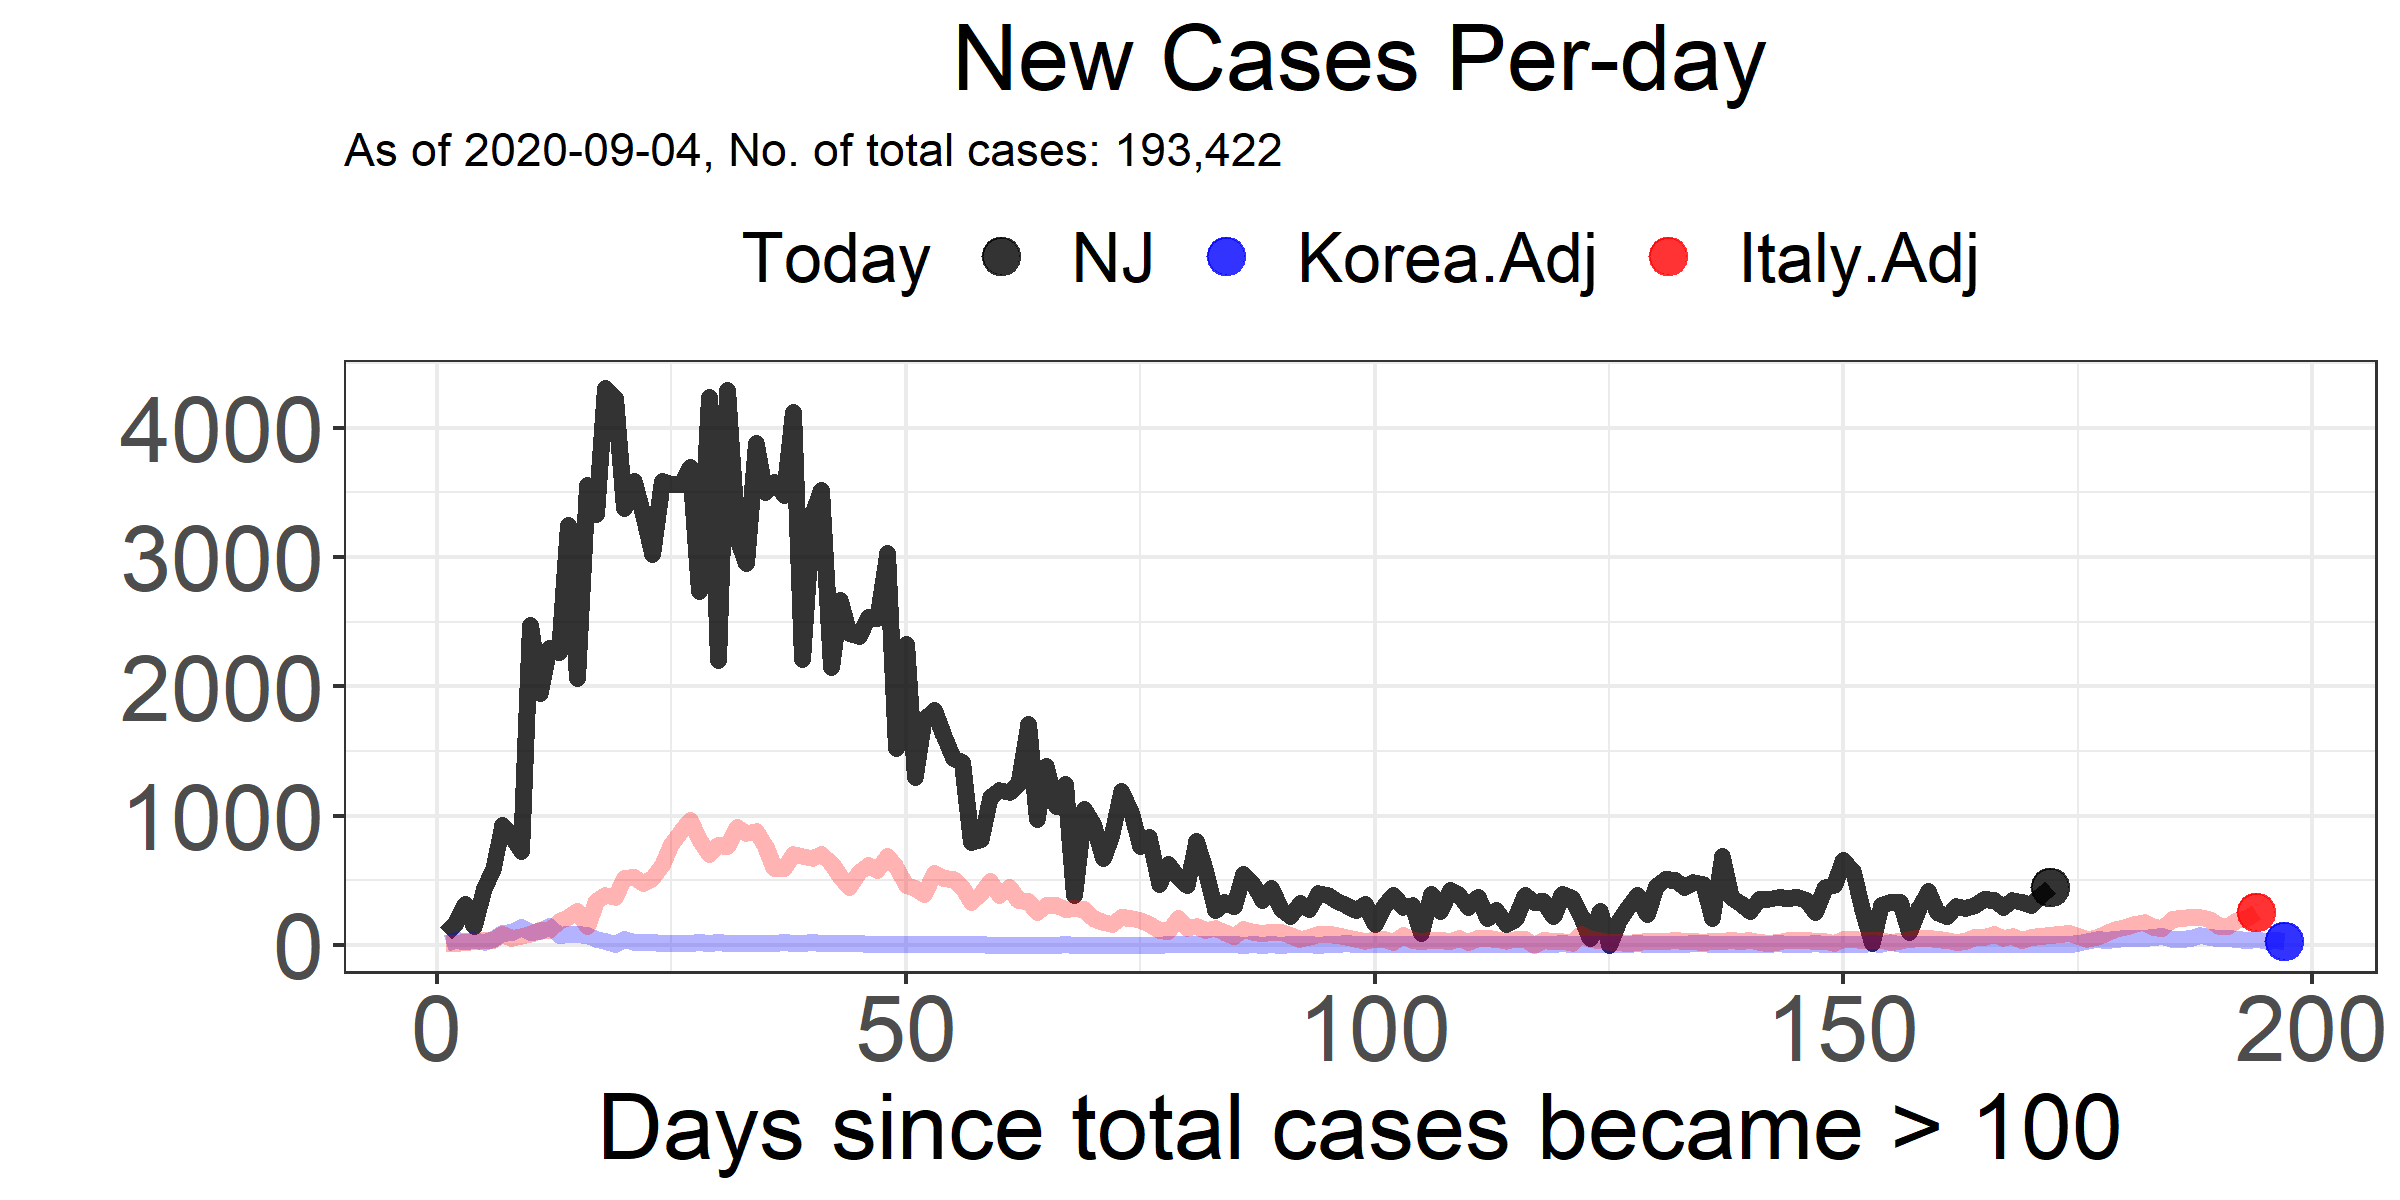 New Cases Per-day
As of 2020-09-04, No. of total cases: 193,422
Today NJ Korea.Adj Italy.Adj
4000
3000
2000
1000
0
0 50 100 150 200
Days since total cases became > 100